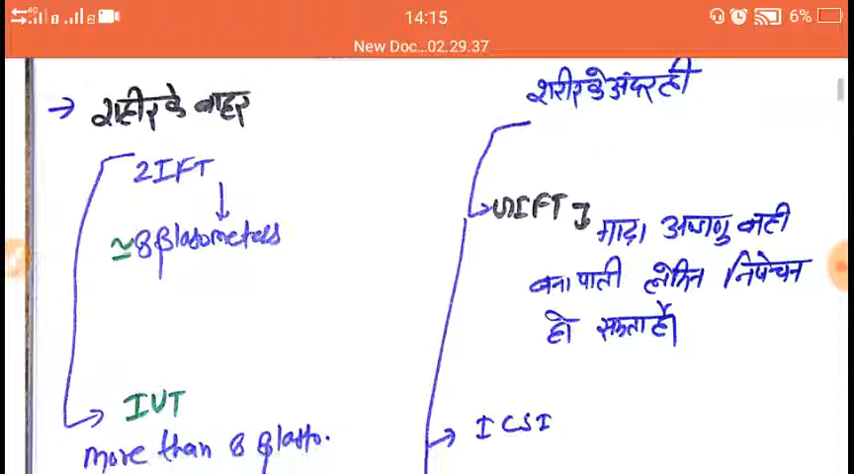 14:15
6%
New Doc...02.29.37
→ शरीर के बाहर
ZIFT
↓
≃8 Blastomeres
→ IUT
more than 8 Blasto.
शरीर के अंदर ही
→ GIFT →
मादा अण्डाणु नही
बना पाती लेकिन निषेचन
हो सकता है।
→ ICSI